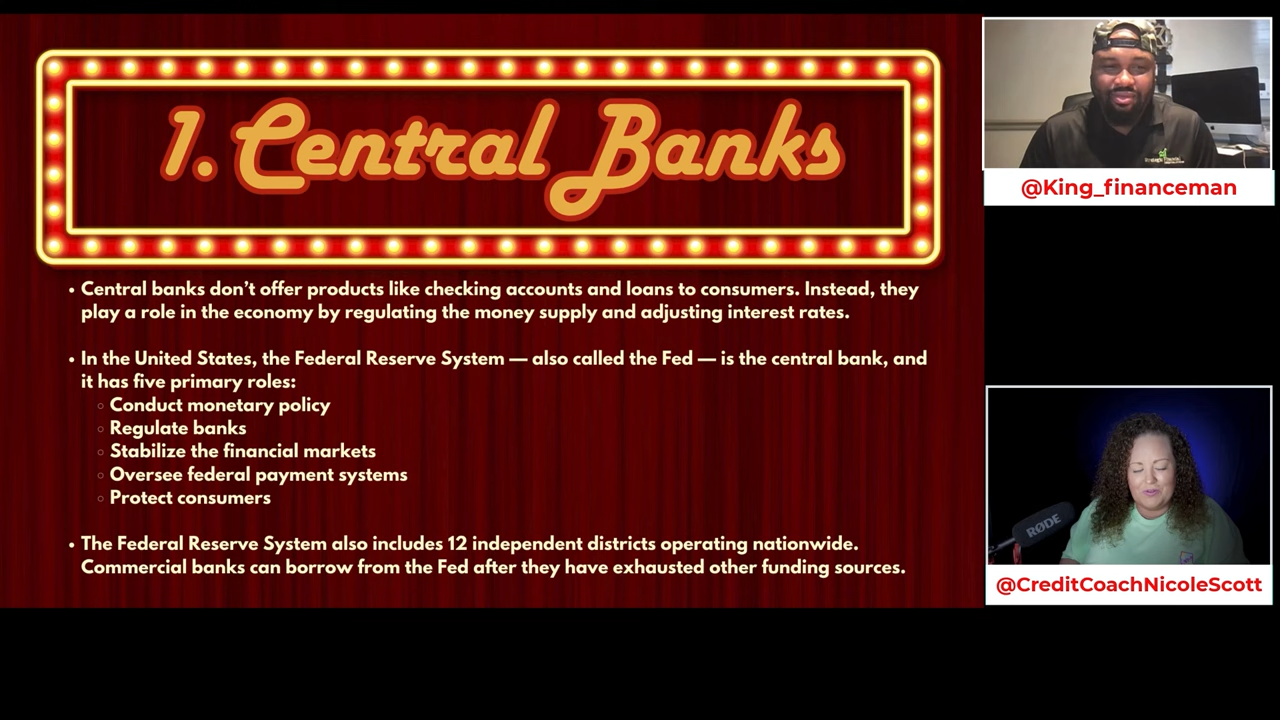 1. Central Banks
• Central banks don't offer products like checking accounts and loans to consumers. Instead, they
play a role in the economy by regulating the money supply and adjusting interest rates.
• In the United States, the Federal Reserve System — also called the Fed — is the central bank, and
it has five primary roles:
◦ Conduct monetary policy
◦ Regulate banks
◦ Stabilize the financial markets
◦ Oversee federal payment systems
◦ Protect consumers
• The Federal Reserve System also includes 12 independent districts operating nationwide.
Commercial banks can borrow from the Fed after they have exhausted other funding sources.
@King_financeman
RØDE
@CreditCoachNicoleScott